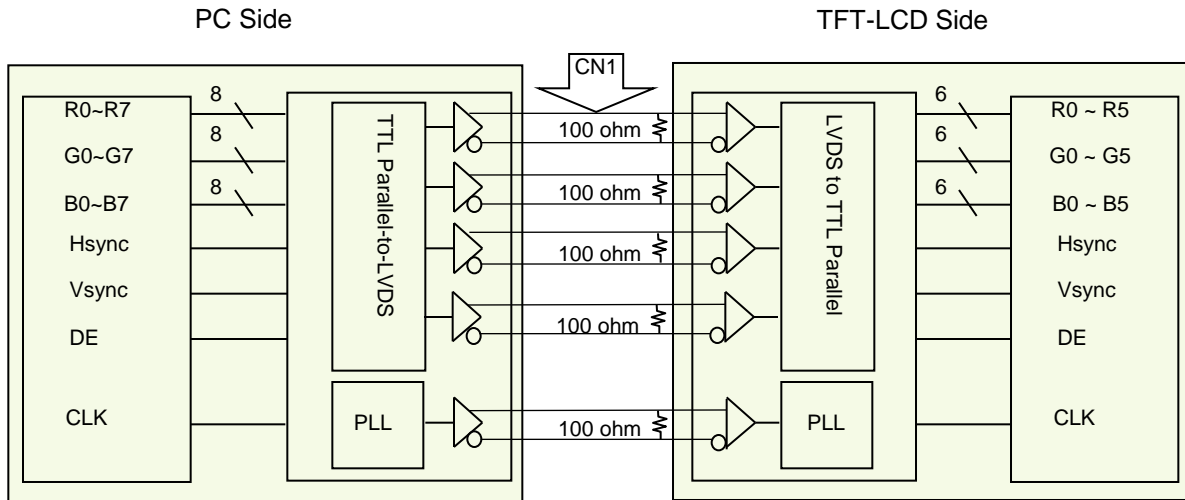 PC Side
TFT-LCD Side
CN1
R0~R7
8
G0~G7
8
B0~B7
8
Hsync
Vsync
DE
CLK
TTL Parallel-to-LVDS
PLL
100 ohm
100 ohm
100 ohm
100 ohm
100 ohm
LVDS to TTL Parallel
PLL
6
R0 ~ R5
6
G0 ~ G5
6
B0 ~ B5
Hsync
Vsync
DE
CLK